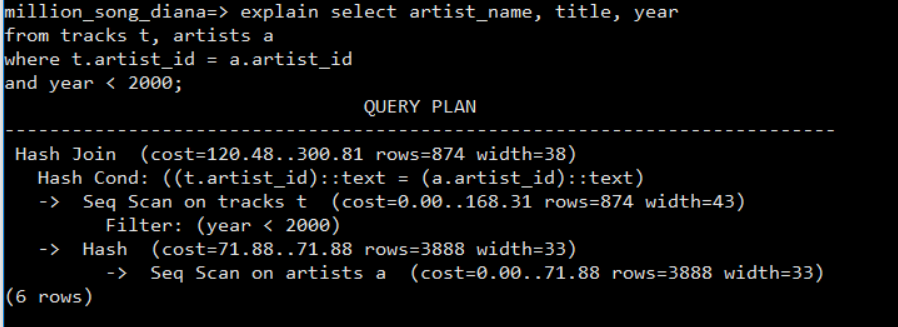 million_song_diana=> explain select artist_name, title, year
from tracks t, artists a
where t.artist_id = a.artist_id
and year < 2000;
QUERY PLAN
-----------------------------------------------------------------------------
Hash Join  (cost=120.48..300.81 rows=874 width=38)
  Hash Cond: ((t.artist_id)::text = (a.artist_id)::text)
  ->  Seq Scan on tracks t  (cost=0.00..168.31 rows=874 width=43)
        Filter: (year < 2000)
  ->  Hash  (cost=71.88..71.88 rows=3888 width=33)
        ->  Seq Scan on artists a  (cost=0.00..71.88 rows=3888 width=33)
(6 rows)